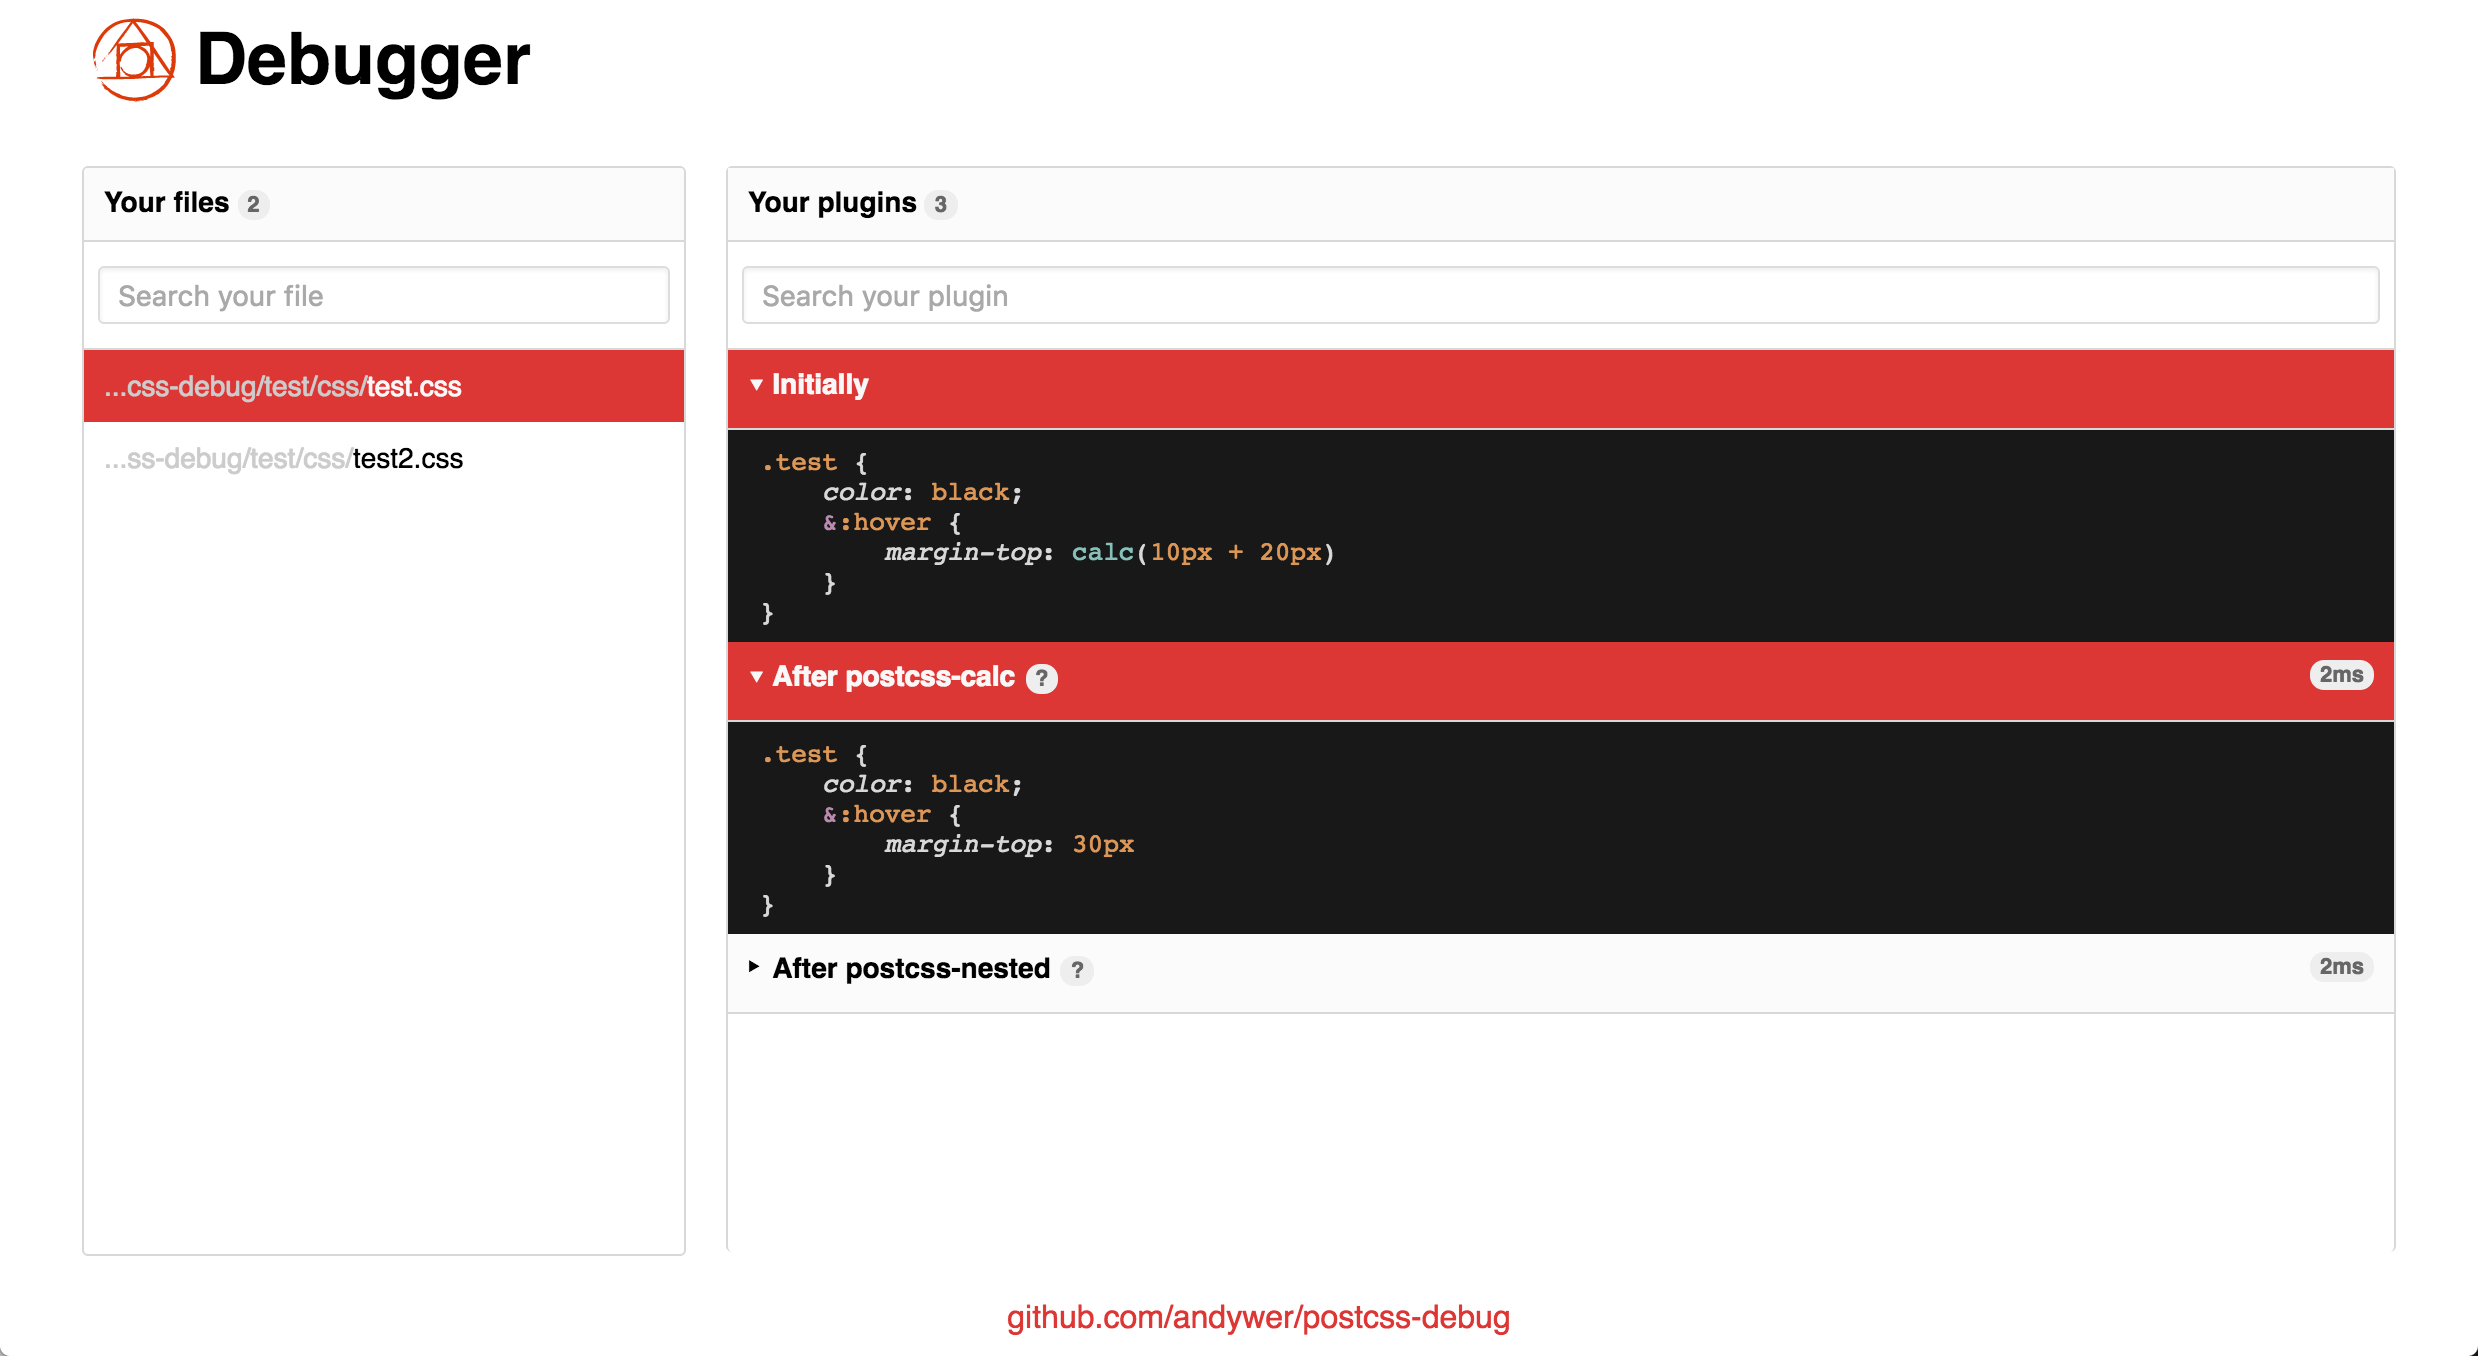 Debugger
Your files 2
Search your file
...css-debug/test/css/test.css
...ss-debug/test/css/test2.css
Your plugins 3
Search your plugin
▾ Initially
.test {
    color: black;
    &:hover {
        margin-top: calc(10px + 20px)
    }
}
▾ After postcss-calc ? 2ms
.test {
    color: black;
    &:hover {
        margin-top: 30px
    }
}
▸ After postcss-nested ? 2ms
github.com/andywer/postcss-debug